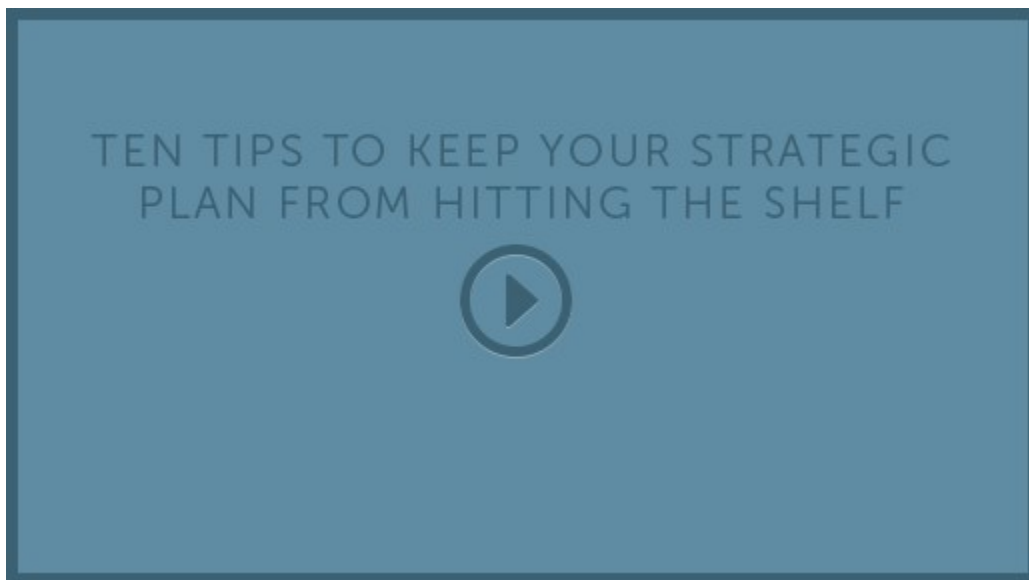 TEN TIPS TO KEEP YOUR STRATEGIC
PLAN FROM HITTING THE SHELF